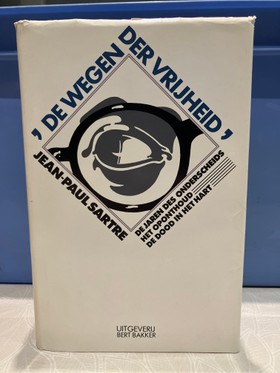 'DE WEGEN
DER VRIJHEID'
JEAN-PAUL SARTRE
DE JAREN DES ONDERSCHEIDS
HET OPONTHOUD
DE DOOD IN HET HART
UITGEVERIJ
BERT BAKKER